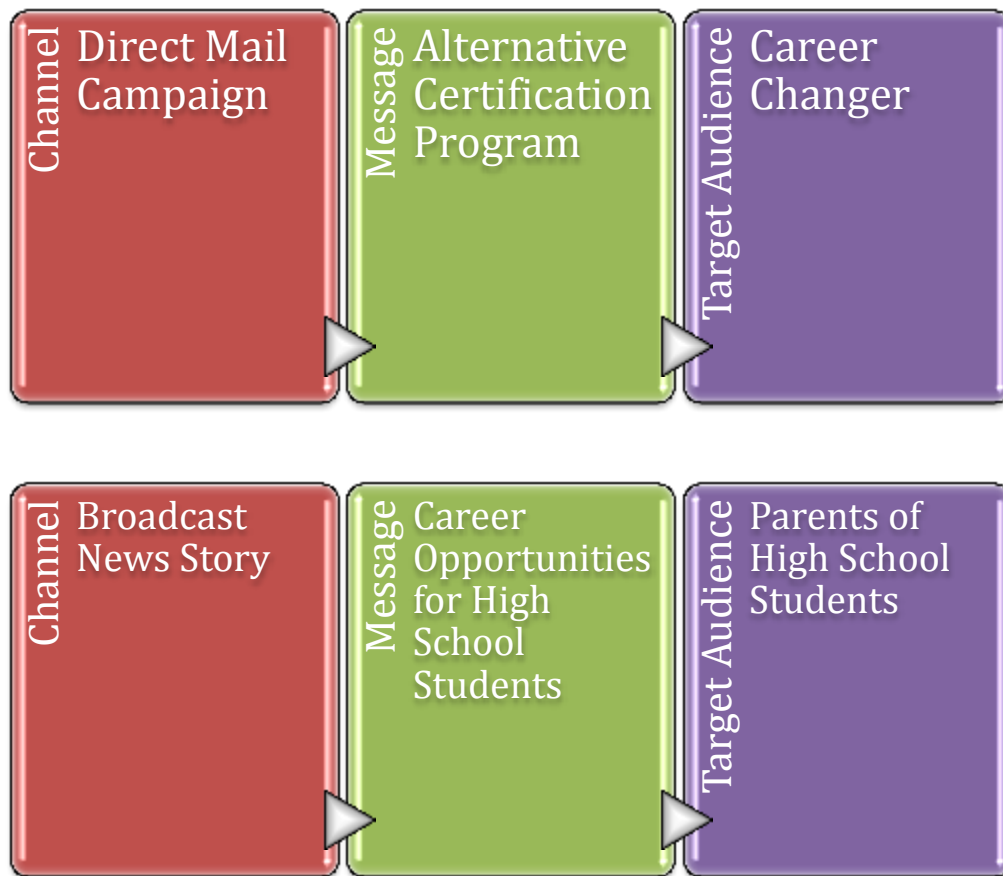 Channel
Direct Mail
Campaign
Message
Alternative
Certification
Program
Target Audience
Career
Changer
Channel
Broadcast
News Story
Message
Career
Opportunities
for High
School
Students
Target Audience
Parents of
High School
Students